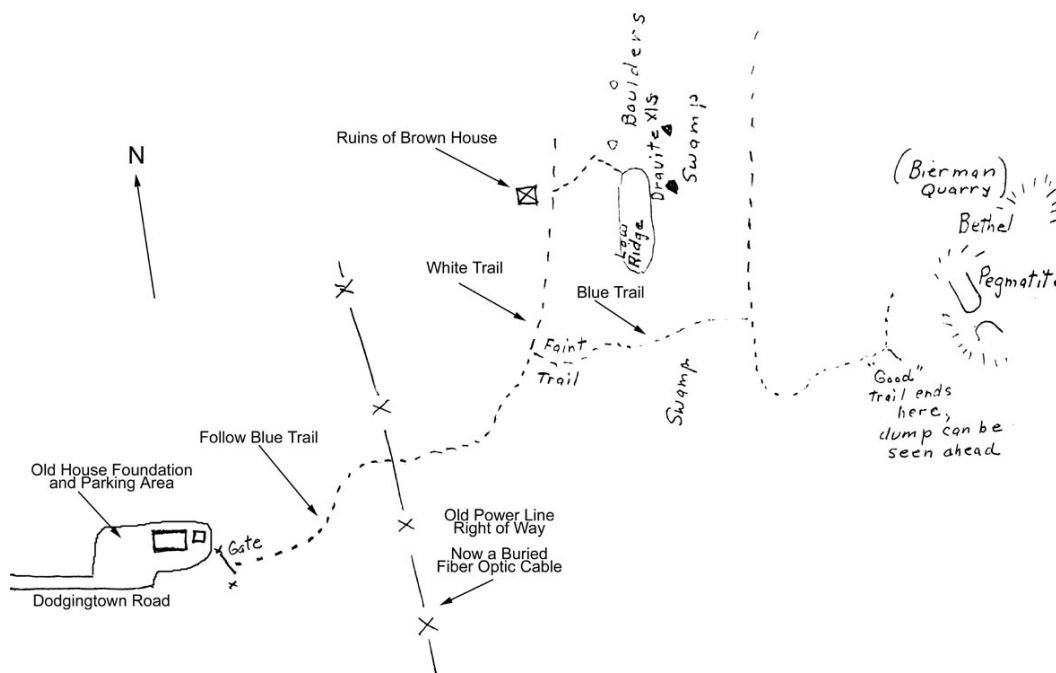 N
Ruins of Brown House
Boulders
Dravite Xls
Swamp
(Bierman
Quarry)
Bethel
Pegmatite
Low
Ridge
White Trail
Blue Trail
Faint
Trail
Swamp
"Good"
trail ends
here,
dump can be
seen ahead
Follow Blue Trail
Old House Foundation
and Parking Area
Gate
Old Power Line
Right of Way
Now a Buried
Fiber Optic Cable
Dodgingtown Road